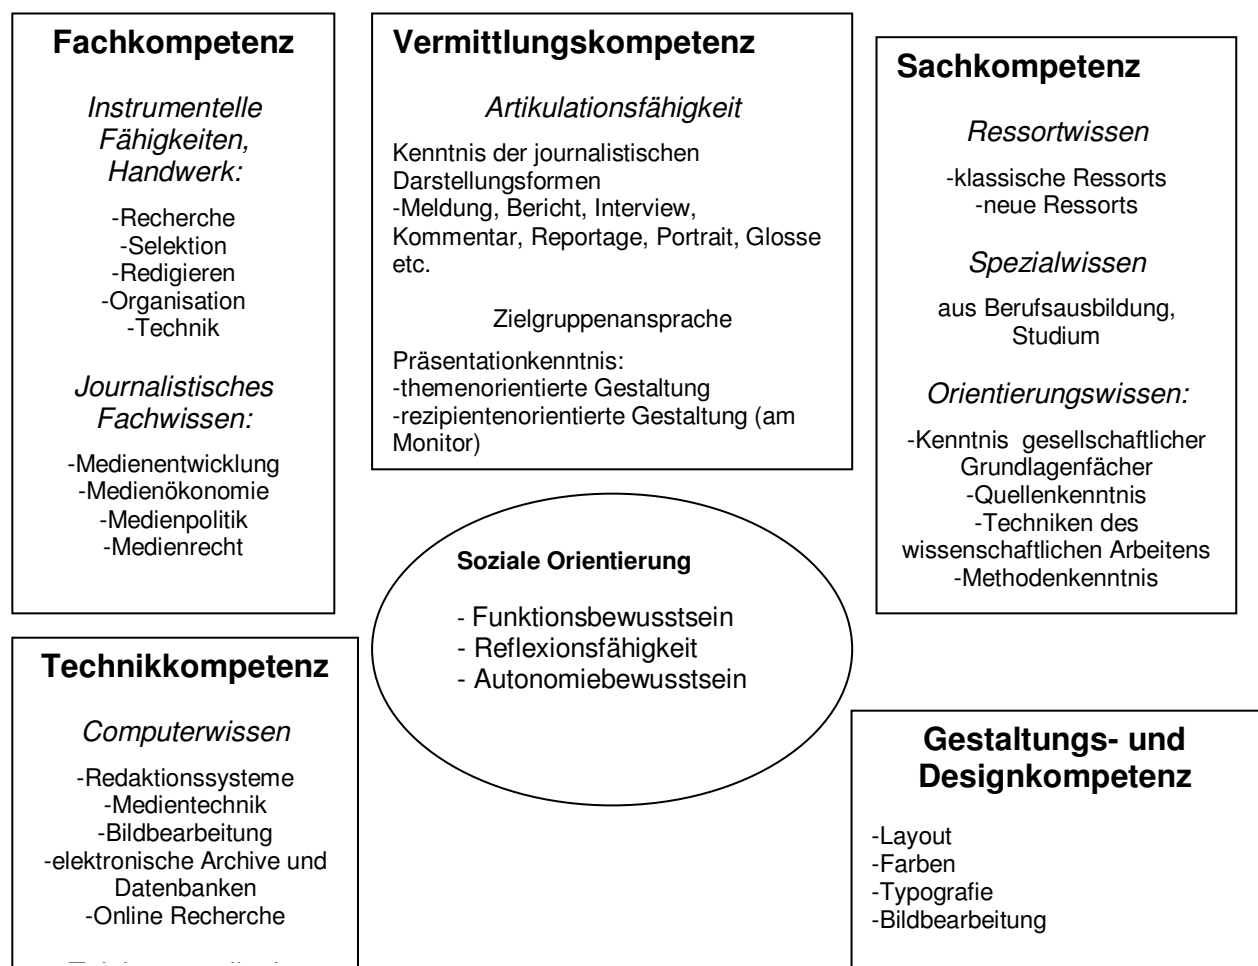 Fachkompetenz
Instrumentelle
Fähigkeiten,
Handwerk:
-Recherche
-Selektion
-Redigieren
-Organisation
-Technik
Journalistisches
Fachwissen:
-Medienentwicklung
-Medienökonomie
-Medienpolitik
-Medienrecht
Vermittlungskompetenz
Artikulationsfähigkeit
Kenntnis der journalistischen
Darstellungsformen
-Meldung, Bericht, Interview,
Kommentar, Reportage, Portrait, Glosse
etc.
Zielgruppenansprache
Präsentationkenntnis:
-themenorientierte Gestaltung
-rezipientenorientierte Gestaltung (am
Monitor)
Sachkompetenz
Ressortwissen
-klassische Ressorts
-neue Ressorts
Spezialwissen
aus Berufsausbildung,
Studium
Orientierungswissen:
-Kenntnis gesellschaftlicher
Grundlagenfächer
-Quellenkenntnis
-Techniken des
wissenschaftlichen Arbeitens
-Methodenkenntnis
Soziale Orientierung
- Funktionsbewusstsein
- Reflexionsfähigkeit
- Autonomiebewusstsein
Technikkompetenz
Computerwissen
-Redaktionssysteme
-Medientechnik
-Bildbearbeitung
-elektronische Archive und
Datenbanken
-Online Recherche
Gestaltungs- und
Designkompetenz
-Layout
-Farben
-Typografie
-Bildbearbeitung